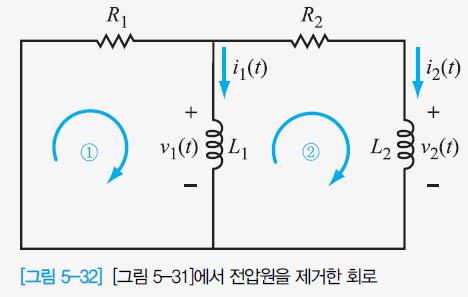 R1 R2
i1(t) i2(t)
+ +
① v1(t) L1 ② L2 v2(t)
− −
[그림 5-32] [그림 5-31]에서 전압원을 제거한 회로